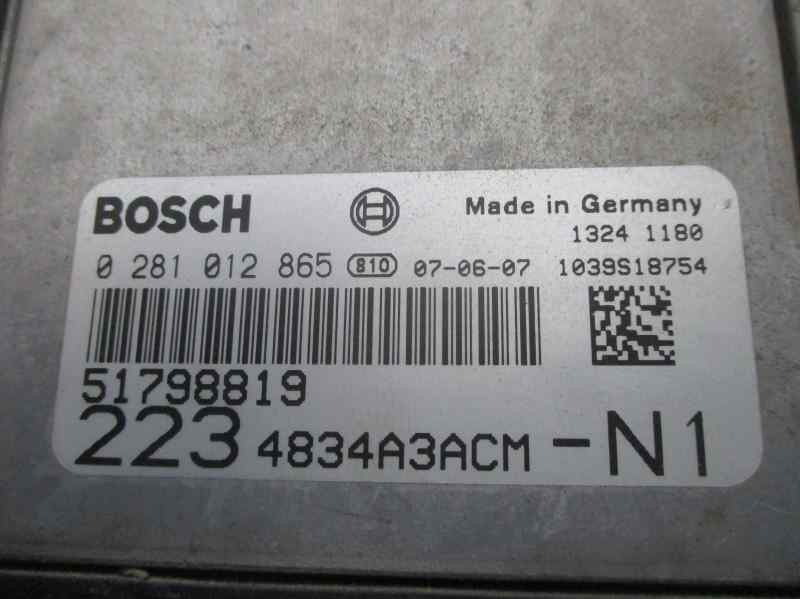 BOSCH Made in Germany
1324 1180
0 281 012 865 810 07-06-07 1039S18754
51798819
223 4834A3ACM -N1